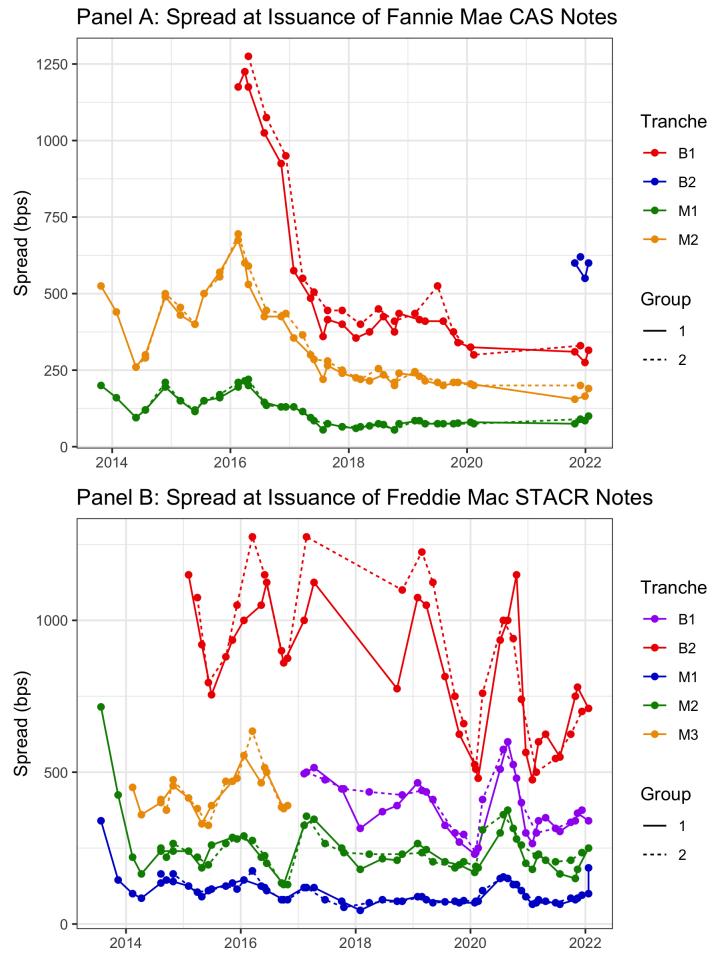 Panel A: Spread at Issuance of Fannie Mae CAS Notes
Spread (bps)
1250
1000
750
500
250
0
2014 2016 2018 2020 2022
Tranche
B1
B2
M1
M2
Group
1
2
Panel B: Spread at Issuance of Freddie Mac STACR Notes
Spread (bps)
1000
500
0
2014 2016 2018 2020 2022
Tranche
B1
B2
M1
M2
M3
Group
1
2